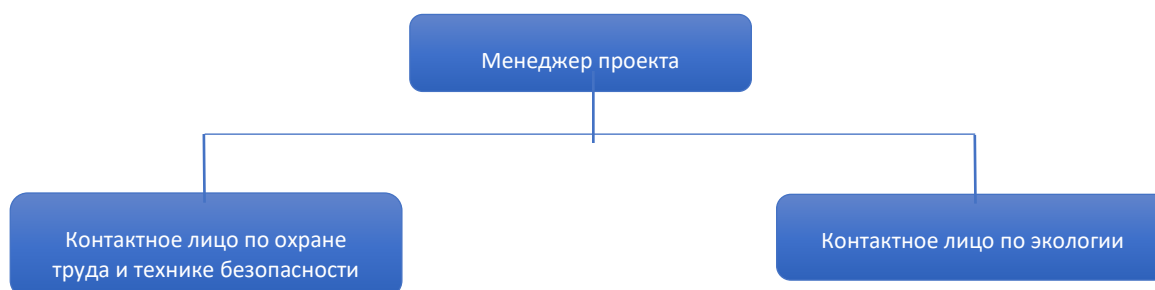 Менеджер проекта
Контактное лицо по охране
труда и технике безопасности
Контактное лицо по экологии